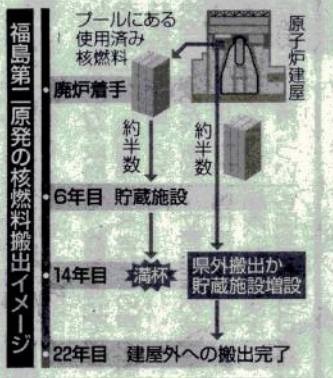 福島第二原発の核燃料搬出イメージ
プールにある
使用済み
核燃料
原子炉建屋
廃炉着手
約半数
約半数
6年目 貯蔵施設
14年目
満杯
県外搬出か
貯蔵施設増設
22年目 建屋外への搬出完了